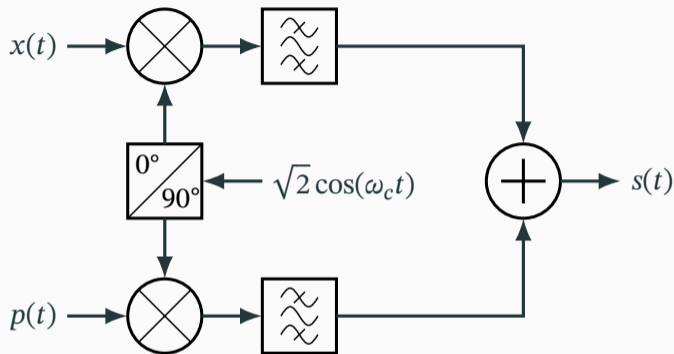 x(t)
0°
90°
√2 cos(ω_c t)
s(t)
p(t)